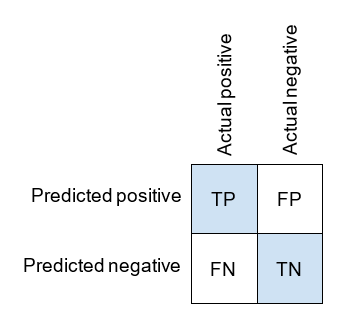 Actual positive
Actual negative
Predicted positive
TP
FP
Predicted negative
FN
TN